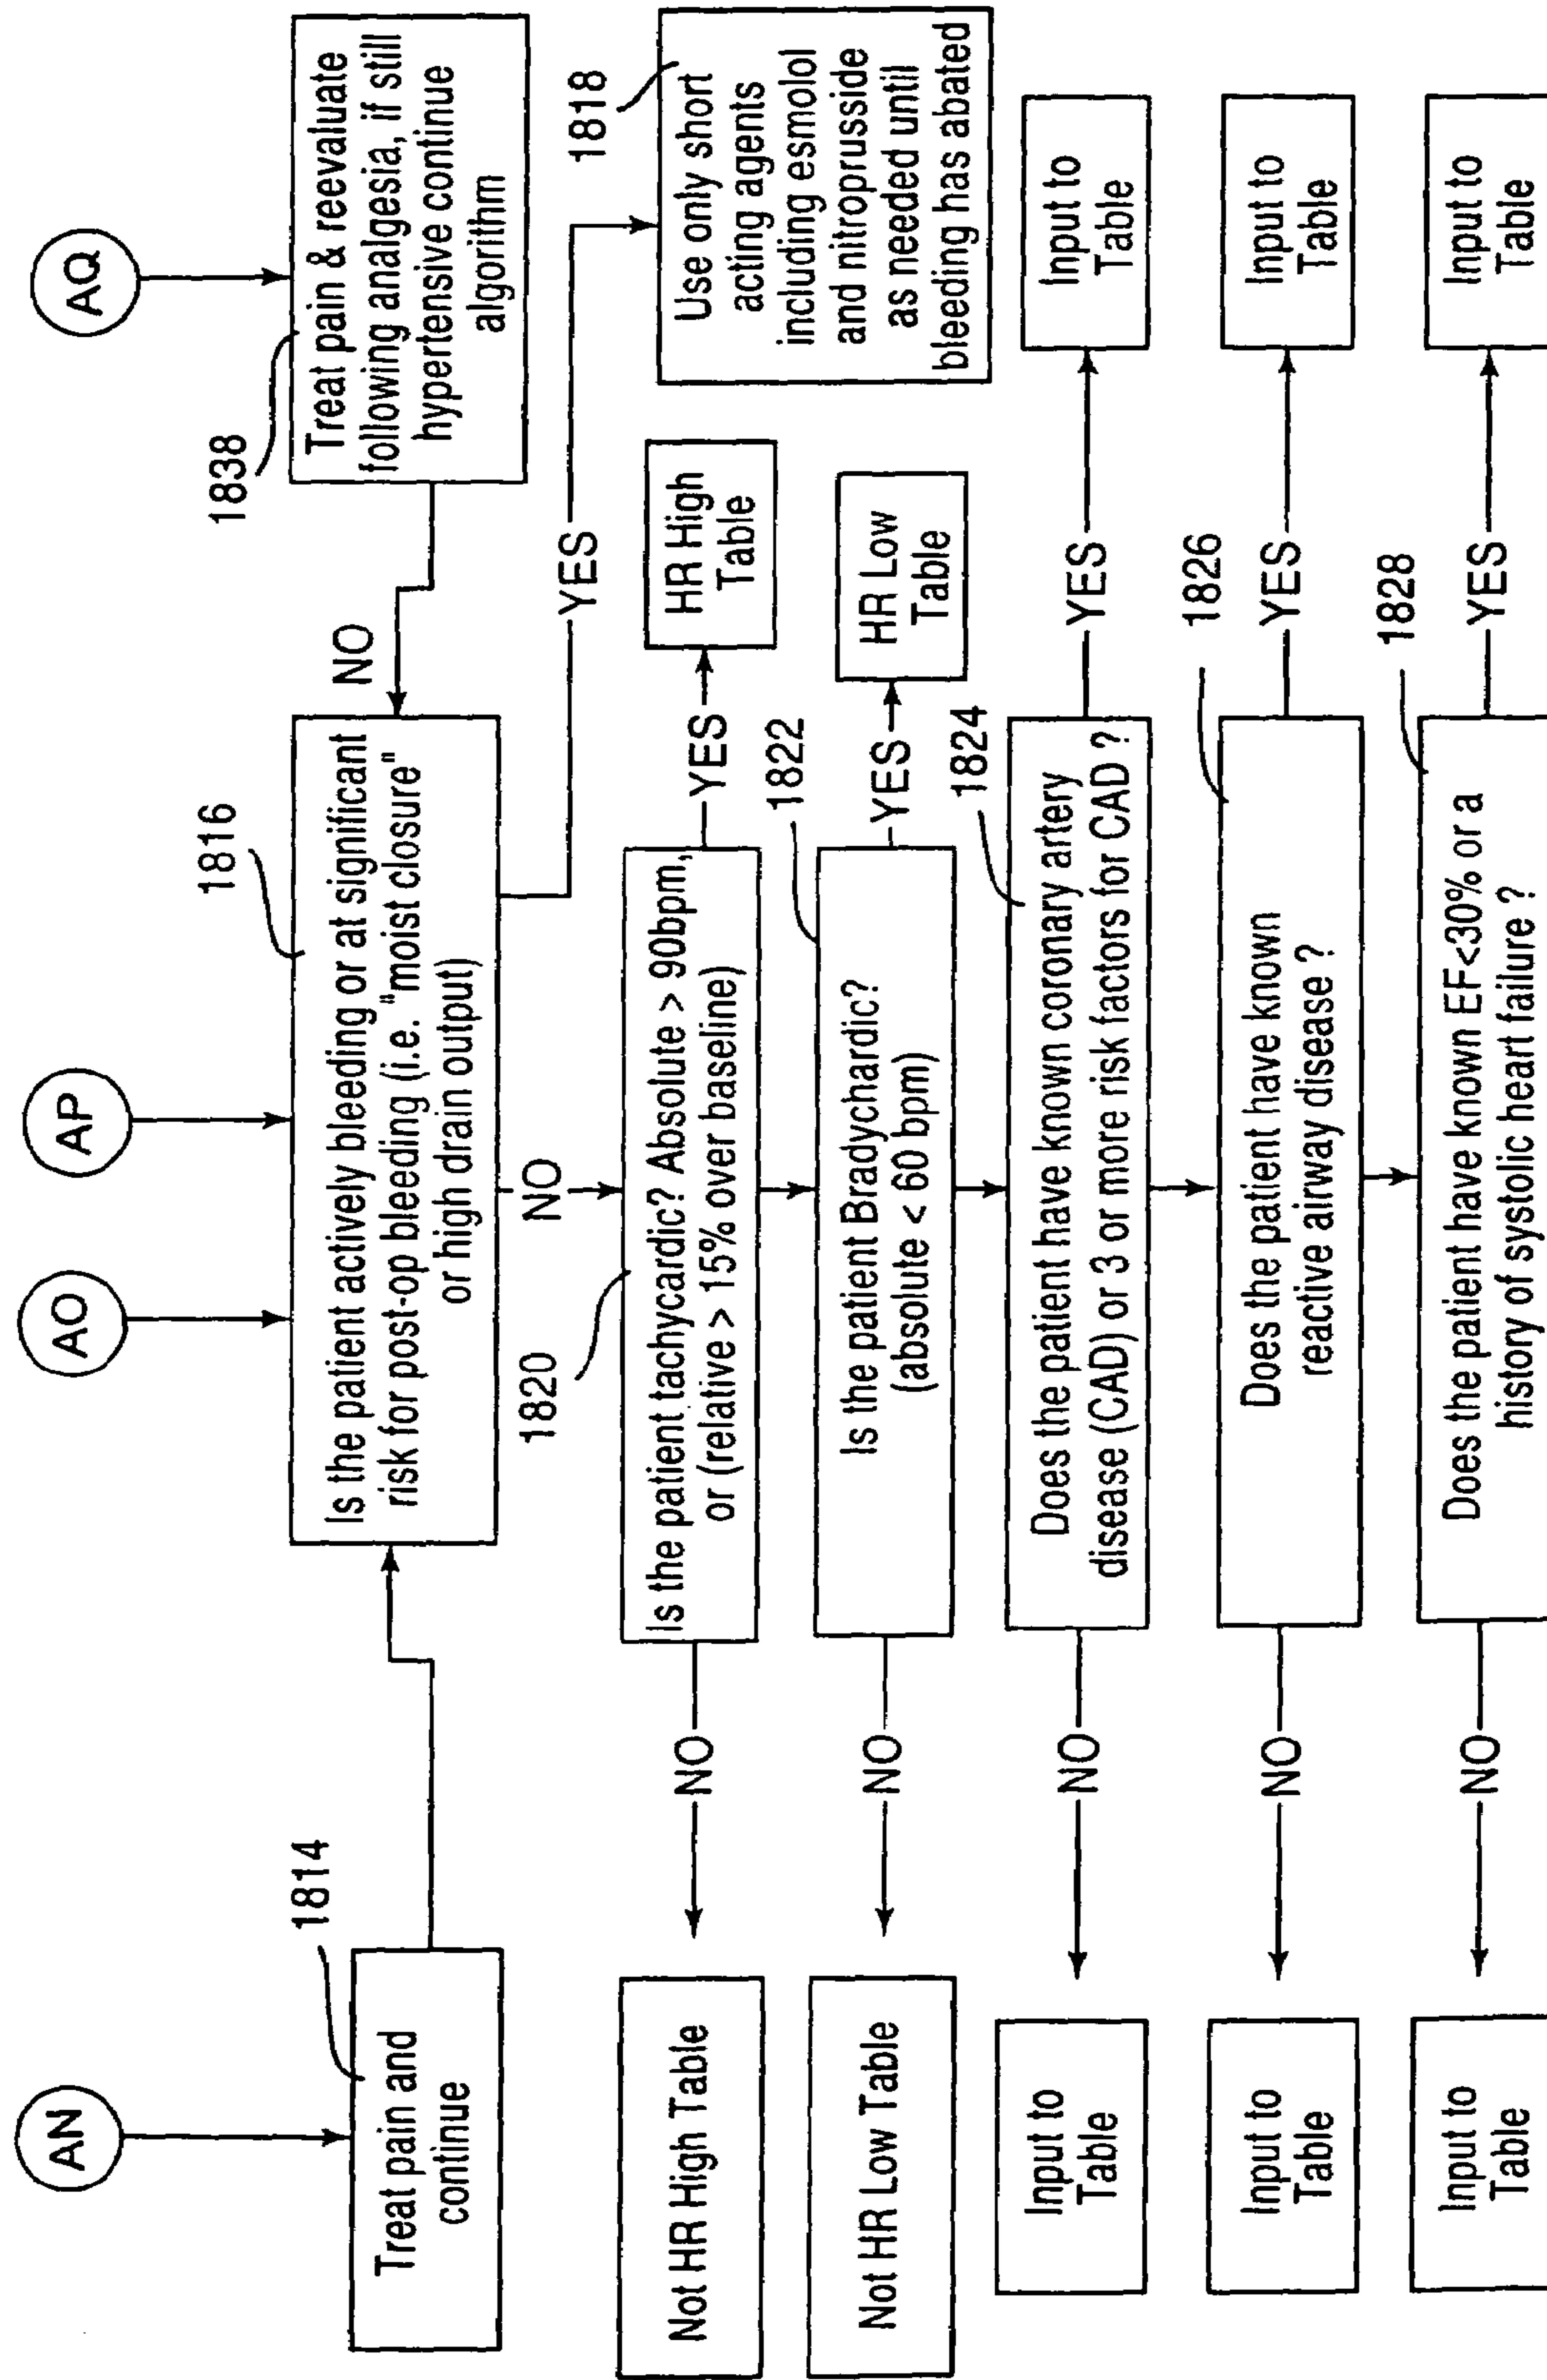 AN
AO
AP
AQ
1814
Treat pain and
continue
1816
Is the patient actively bleeding or at significant
risk for post-op bleeding (i.e. "moist closure"
or high drain output)
NO
1838
Treat pain & reevaluate
following analgesia, if still
hypertensive continue
algorithm
YES
1818
Use only short
acting agents
including esmolol
and nitroprusside
as needed until
bleeding has abated
NO
1820
Is the patient tachycardic? Absolute > 90bpm,
or (relative > 15% over baseline)
NO
Not HR High Table
YES
HR High
Table
1822
Is the patient Bradychardic?
(absolute < 60 bpm)
NO
Not HR Low Table
YES
HR Low
Table
1824
Does the patient have known coronary artery
disease (CAD) or 3 or more risk factors for CAD ?
NO
Input to
Table
YES
Input to
Table
1826
Does the patient have known
reactive airway disease ?
NO
Input to
Table
YES
Input to
Table
1828
Does the patient have known EF<30% or a
history of systolic heart failure ?
NO
Input to
Table
YES
Input to
Table